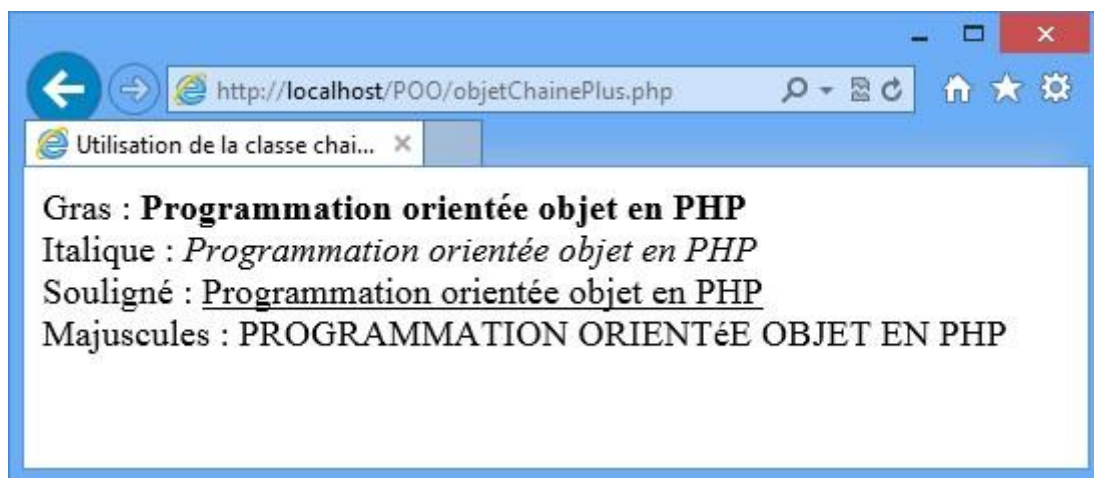 http://localhost/POO/objetChainePlus.php
Utilisation de la classe chai...
Gras : Programmation orientée objet en PHP
Italique : Programmation orientée objet en PHP
Souligné : Programmation orientée objet en PHP
Majuscules : PROGRAMMATION ORIENTéE OBJET EN PHP